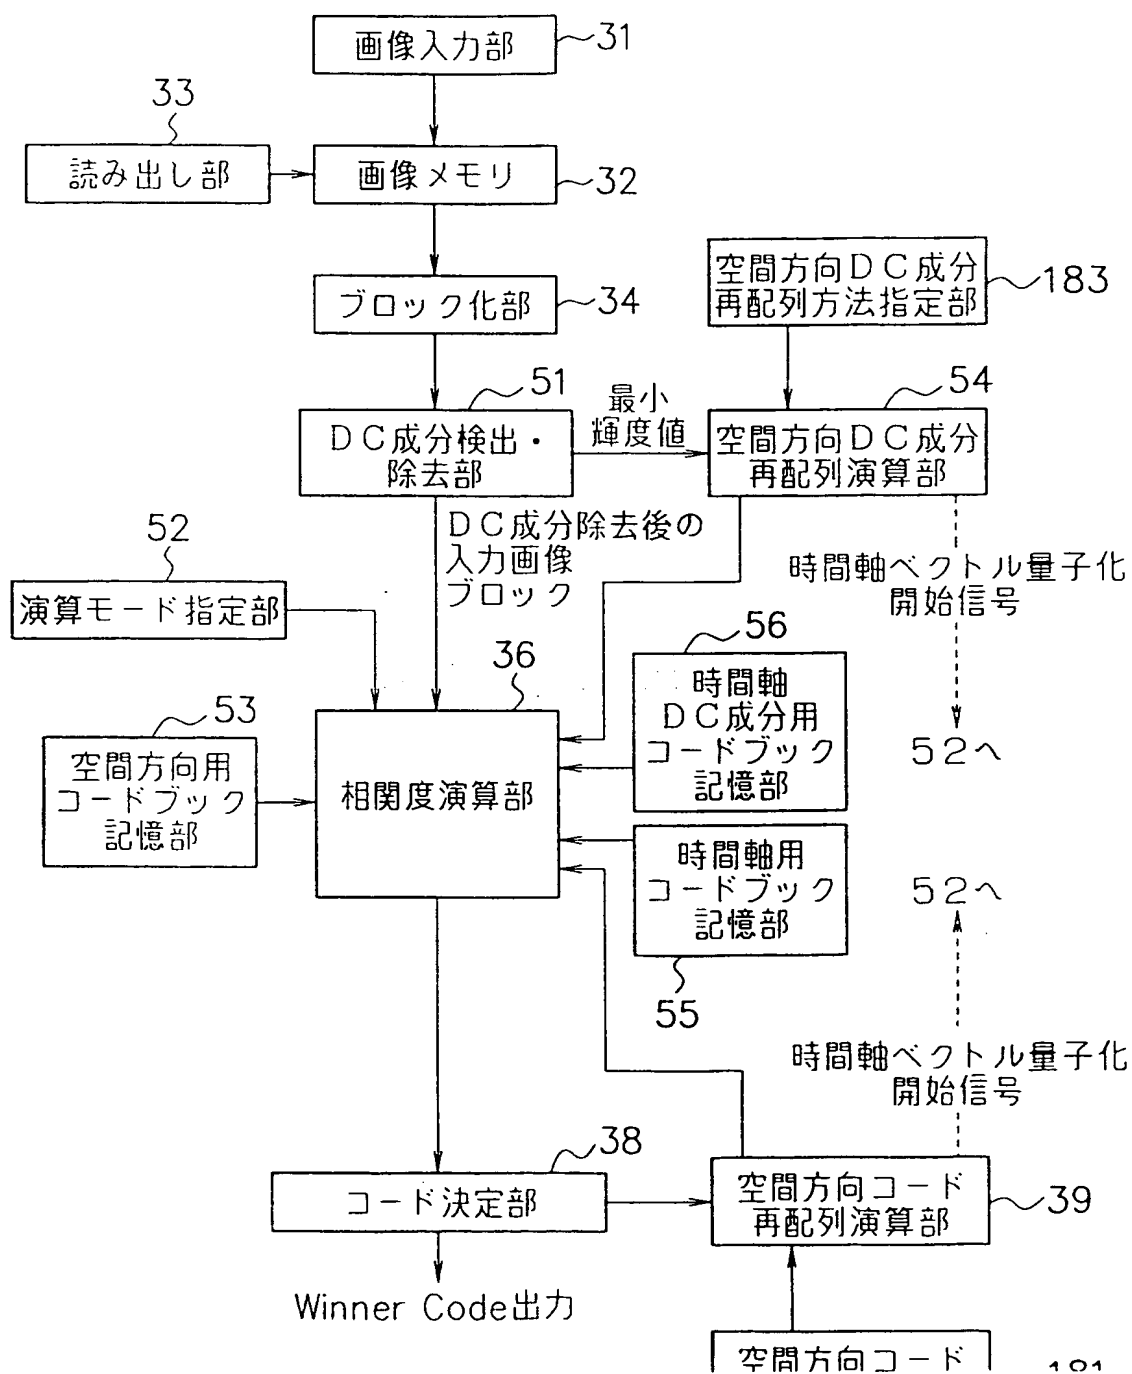 画像入力部
31
33
読み出し部
画像メモリ
32
ブロック化部
34
空間方向DC成分
再配列方法指定部
183
51
DC成分検出・
除去部
最小
輝度値
54
空間方向DC成分
再配列演算部
DC成分除去後の
入力画像
ブロック
時間軸ベクトル量子化
開始信号
52
演算モード指定部
36
相関度演算部
56
時間軸
DC成分用
コードブック
記憶部
52へ
53
空間方向用
コードブック
記憶部
時間軸用
コードブック
記憶部
55
52へ
時間軸ベクトル量子化
開始信号
38
コード決定部
空間方向コード
再配列演算部
39
Winner Code出力
空間方向コード